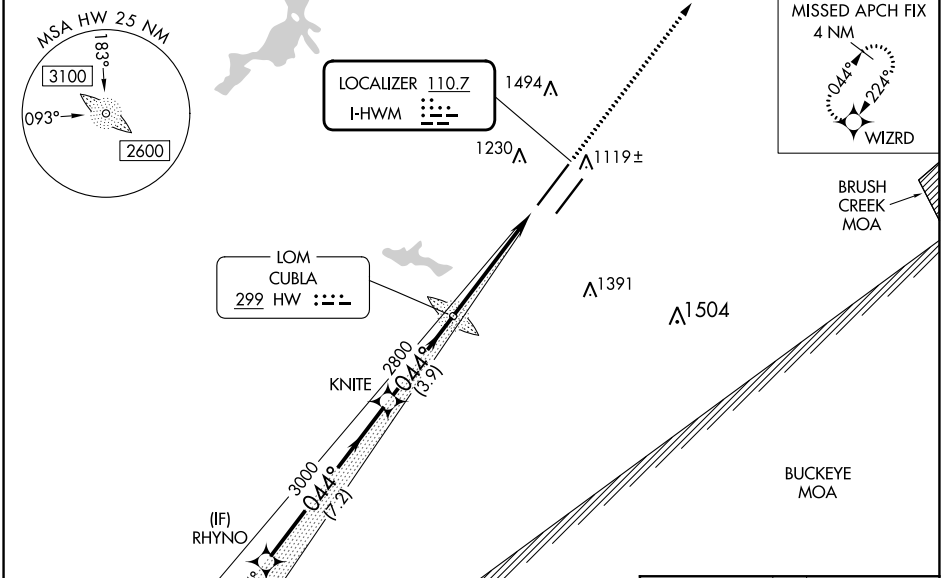 MSA HW 25 NM
183°
3100
093°
2600
LOCALIZER 110.7
I-HWM
1494
1230
1119 ±
MISSED APCH FIX
4 NM
044°
224°
WIZRD
BRUSH
CREEK
MOA
LOM
CUBLA
299 HW
1391
1504
2800
044°
(3.9)
KNITE
3000
044°
(7.2)
(IF)
RHYNO
BUCKEYE
MOA